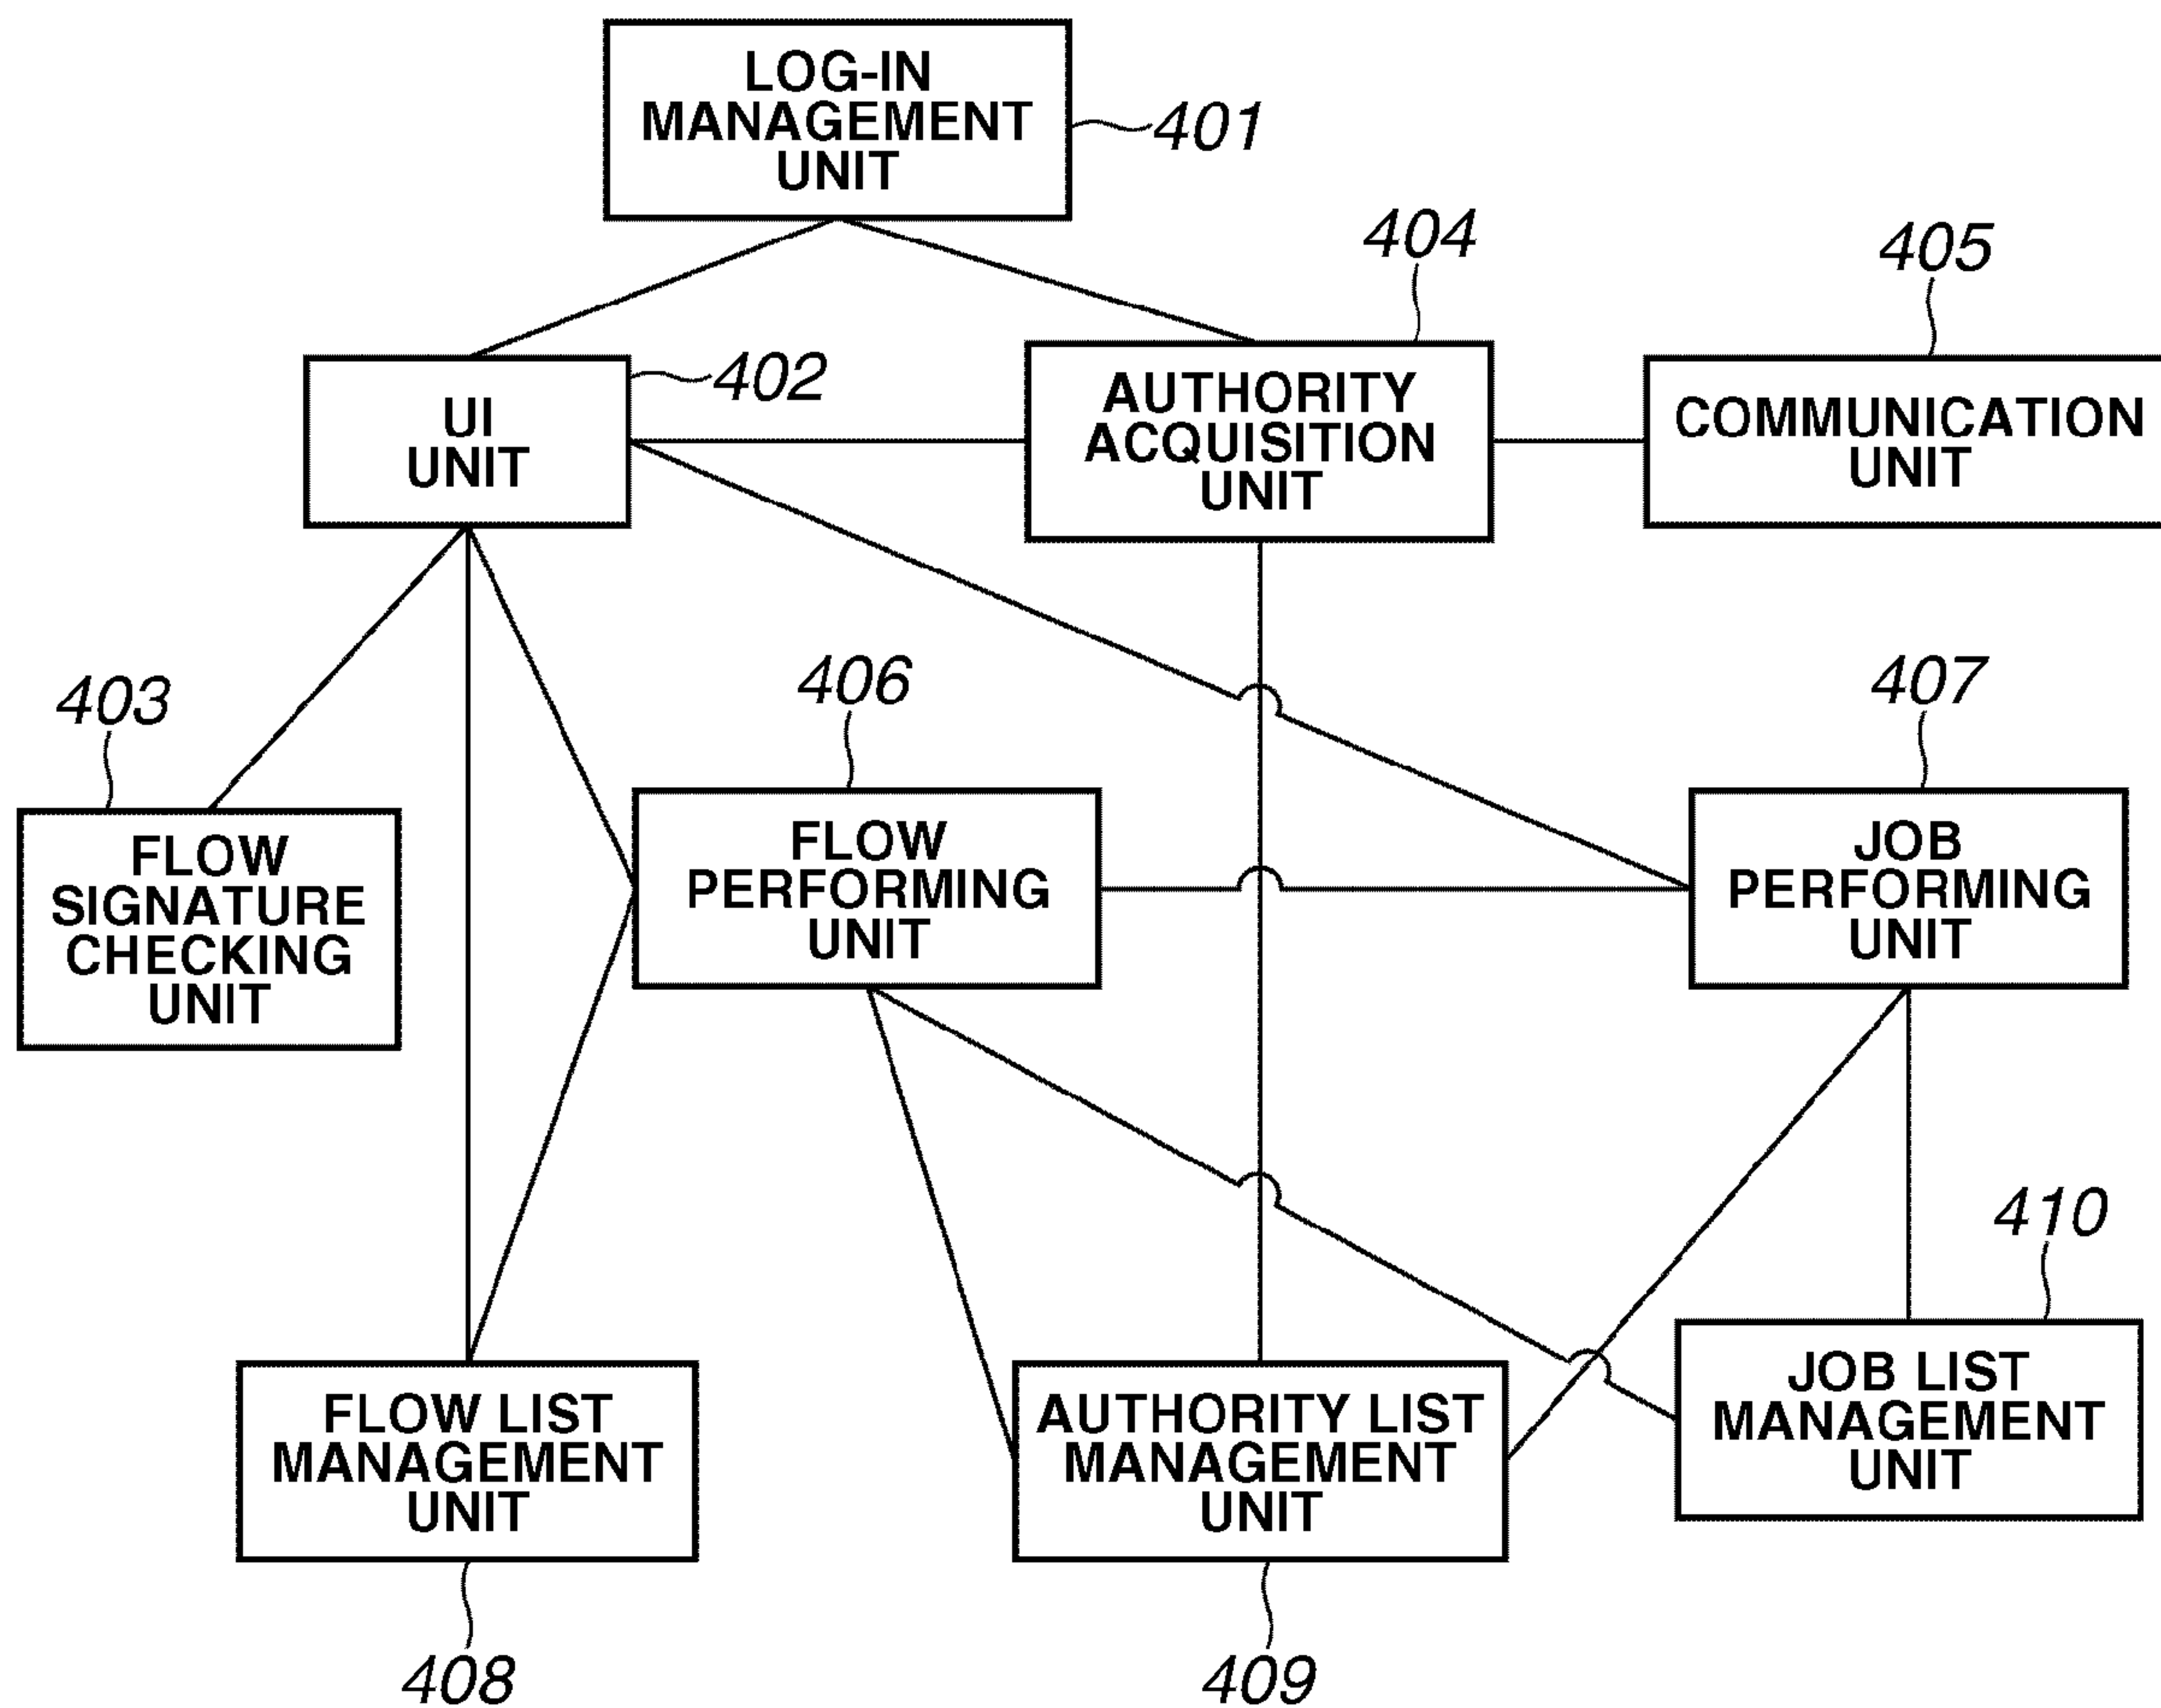 LOG-IN
MANAGEMENT
UNIT
401
404
405
UI
UNIT
402
AUTHORITY
ACQUISITION
UNIT
COMMUNICATION
UNIT
403
406
407
FLOW
SIGNATURE
CHECKING
UNIT
FLOW
PERFORMING
UNIT
JOB
PERFORMING
UNIT
410
FLOW LIST
MANAGEMENT
UNIT
AUTHORITY LIST
MANAGEMENT
UNIT
JOB LIST
MANAGEMENT
UNIT
408
409